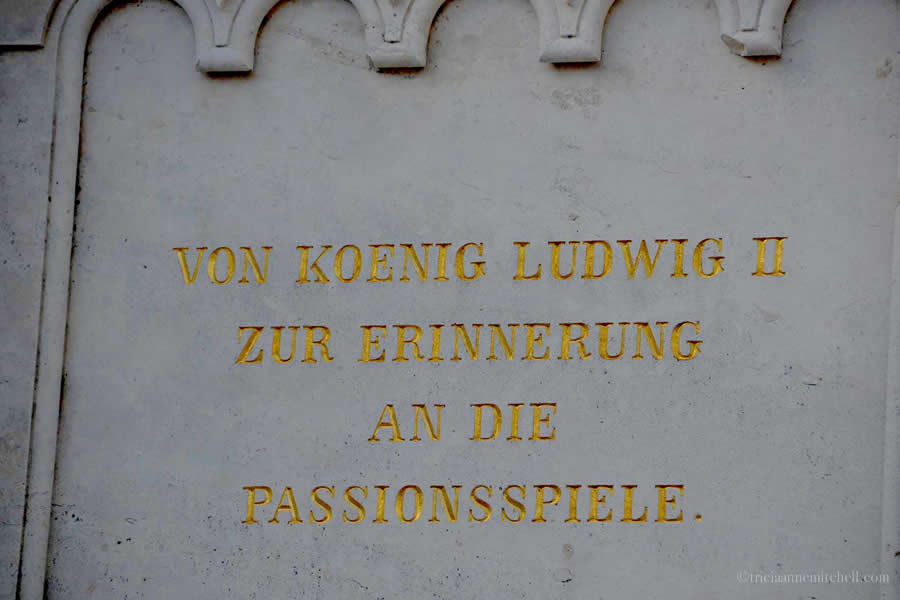 VON KOENIG LUDWIG II
ZUR ERINNERUNG
AN DIE
PASSIONSSPIELE.
©triciaannemitchell.com